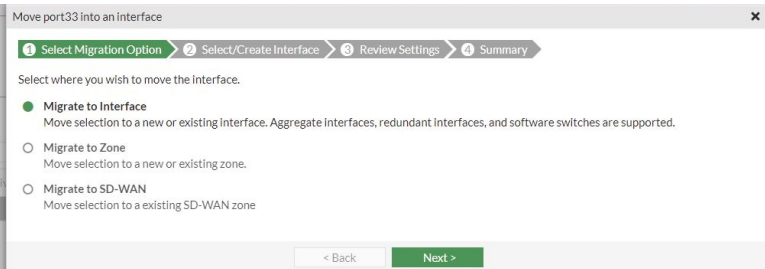 Move port33 into an interface
1 Select Migration Option 2 Select/Create Interface 3 Review Settings 4 Summary
Select where you wish to move the interface.
Migrate to Interface
Move selection to a new or existing interface. Aggregate interfaces, redundant interfaces, and software switches are supported.
Migrate to Zone
Move selection to a new or existing zone.
Migrate to SD-WAN
Move selection to a existing SD-WAN zone
< Back Next >